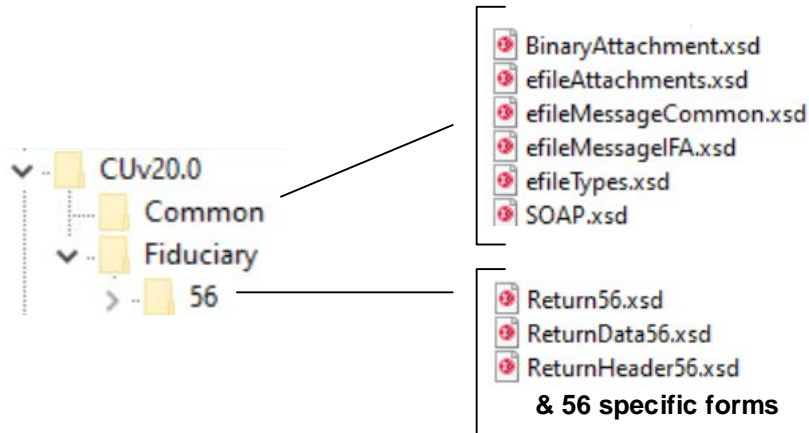 CUv20.0
Common
Fiduciary
56
BinaryAttachment.xsd
efileAttachments.xsd
efileMessageCommon.xsd
efileMessageIFA.xsd
efileTypes.xsd
SOAP.xsd
Return56.xsd
ReturnData56.xsd
ReturnHeader56.xsd
& 56 specific forms